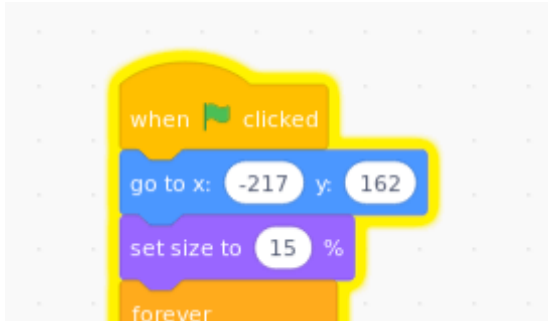 when clicked
go to x: -217 y: 162
set size to 15 %
forever